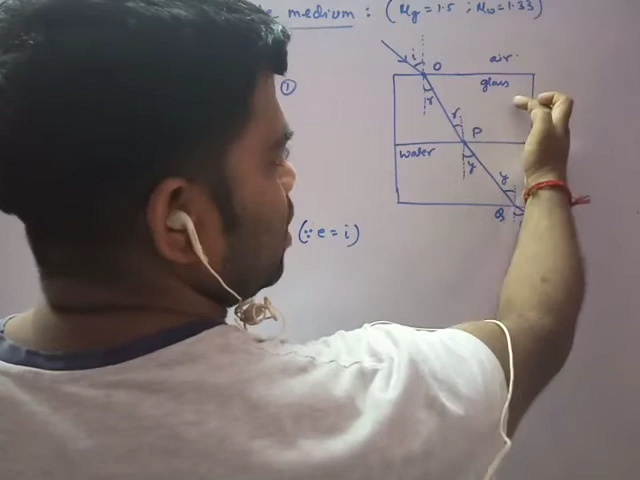 medium : ( μg = 1.5 ; μw = 1.33 )
①
i
O
air
glass
r
r
P
water
y
y
Q
(∵ e = i )